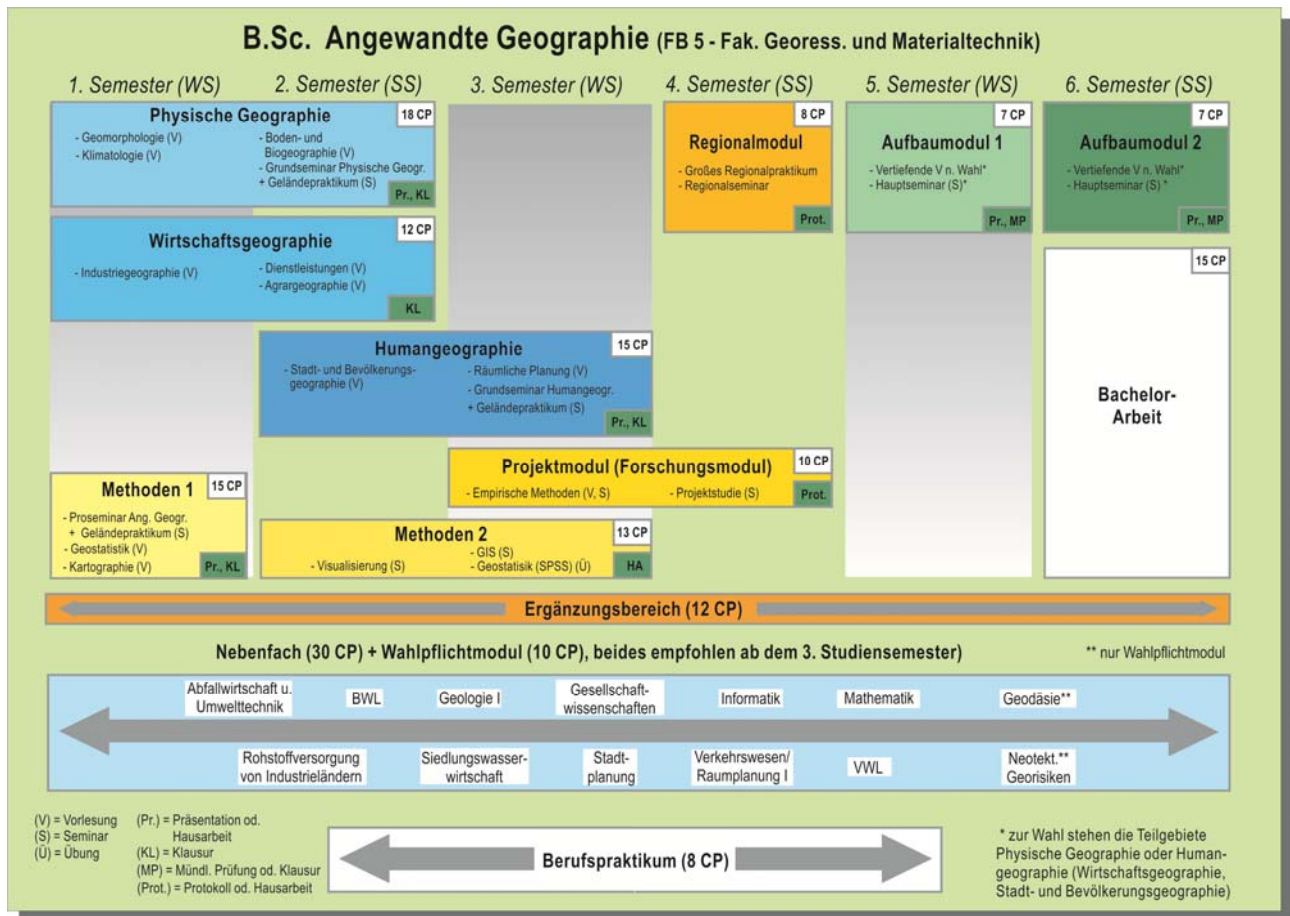 B.Sc. Angewandte Geographie (FB 5 - Fak. Georess. und Materialtechnik)
1. Semester (WS)
2. Semester (SS)
3. Semester (WS)
4. Semester (SS)
5. Semester (WS)
6. Semester (SS)
Physische Geographie
18 CP
- Geomorphologie (V)
- Klimatologie (V)
- Boden- und
Biogeographie (V)
- Grundseminar Physische Geogr.
+ Geländepraktikum (S)
Pr., KL
Regionalmodul
8 CP
- Großes Regionalpraktikum
- Regionalseminar
Prot.
Aufbaumodul 1
7 CP
- Vertiefende V n. Wahl*
- Hauptseminar (S)*
Pr., MP
Aufbaumodul 2
7 CP
- Vertiefende V n. Wahl*
- Hauptseminar (S) *
Pr., MP
Wirtschaftsgeographie
12 CP
- Industriegeographie (V)
- Dienstleistungen (V)
- Agrargeographie (V)
KL
15 CP
Bachelor-
Arbeit
Humangeographie
15 CP
- Stadt- und Bevölkerungs-
geographie (V)
- Räumliche Planung (V)
- Grundseminar Humangeogr.
+ Geländepraktikum (S)
Pr., KL
Projektmodul (Forschungsmodul)
10 CP
- Empirische Methoden (V, S)
- Projektstudie (S)
Prot.
Methoden 1
15 CP
- Proseminar Ang. Geogr.
+ Geländepraktikum (S)
- Geostatistik (V)
- Kartographie (V)
Pr., KL
Methoden 2
13 CP
- Visualisierung (S)
- GIS (S)
- Geostatisik (SPSS) (Ü)
HA
Ergänzungsbereich (12 CP)
Nebenfach (30 CP) + Wahlpflichtmodul (10 CP), beides empfohlen ab dem 3. Studiensemester)
** nur Wahlpflichtmodul
Abfallwirtschaft u.
Umwelttechnik
BWL
Geologie I
Gesellschaft-
wissenschaften
Informatik
Mathematik
Geodäsie**
Rohstoffversorgung
von Industrieländern
Siedlungswasser-
wirtschaft
Stadt-
planung
Verkehrswesen/
Raumplanung I
VWL
Neotekt.**
Georisiken
(V) = Vorlesung
(S) = Seminar
(Ü) = Übung
(Pr.) = Präsentation od.
Hausarbeit
(KL) = Klausur
(MP) = Mündl. Prüfung od. Klausur
(Prot.) = Protokoll od. Hausarbeit
Berufspraktikum (8 CP)
* zur Wahl stehen die Teilgebiete
Physische Geographie oder Human-
geographie (Wirtschaftsgeographie,
Stadt- und Bevölkerungsgeographie)